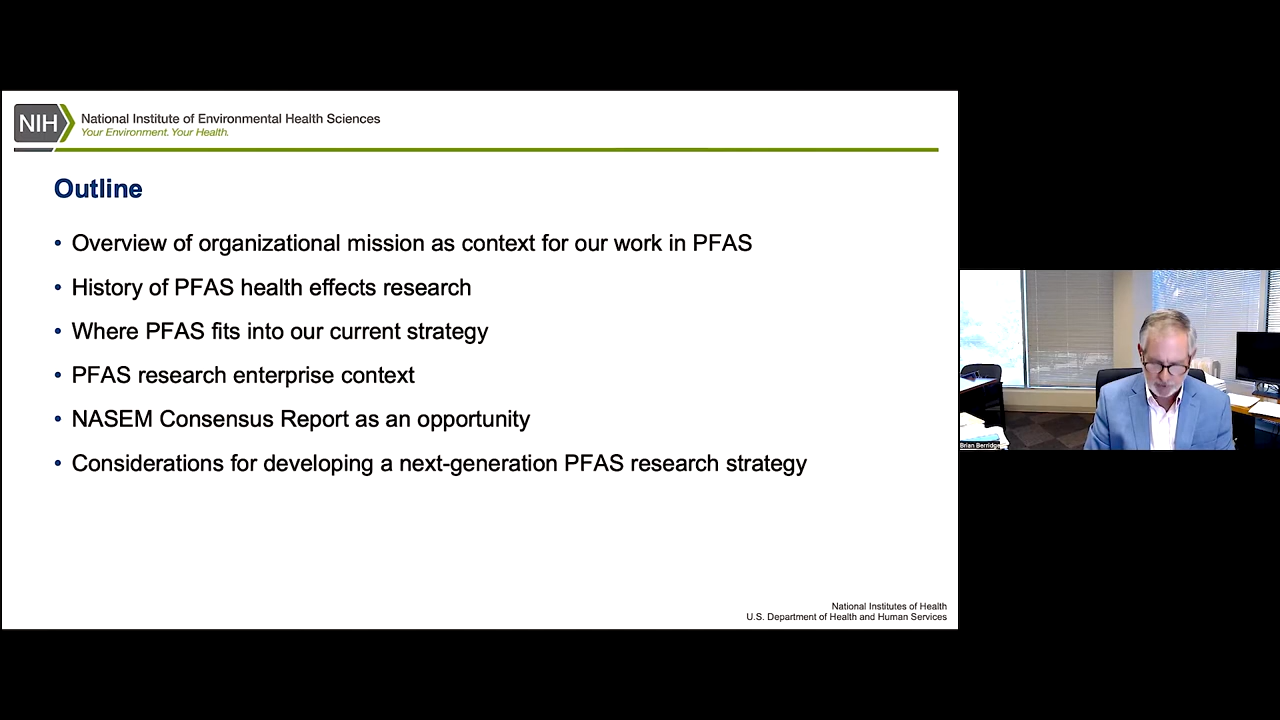 NIH
National Institute of Environmental Health Sciences
Your Environment. Your Health.
Outline
• Overview of organizational mission as context for our work in PFAS
• History of PFAS health effects research
• Where PFAS fits into our current strategy
• PFAS research enterprise context
• NASEM Consensus Report as an opportunity
• Considerations for developing a next-generation PFAS research strategy
National Institutes of Health
U.S. Department of Health and Human Services
Brian Berridge